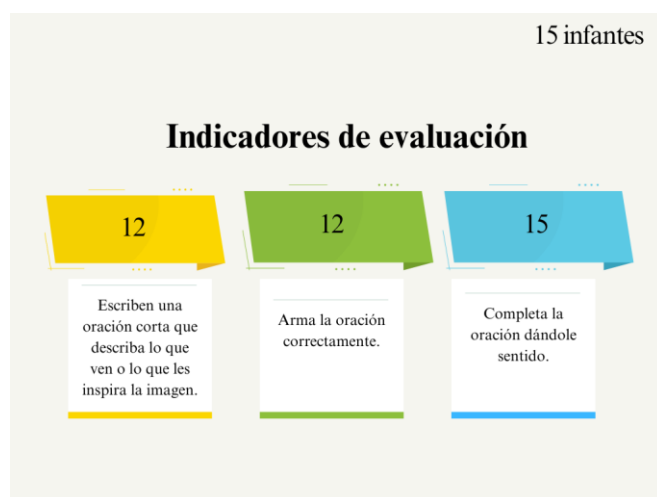 15 infantes
Indicadores de evaluación
12
12
15
Escriben una
oración corta que
describa lo que
ven o lo que les
inspira la imagen.
Arma la oración
correctamente.
Completa la
oración dándole
sentido.